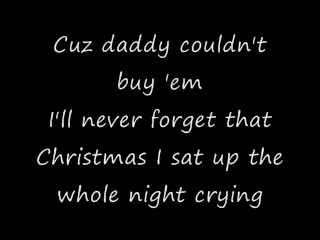 Cuz daddy couldn't
buy 'em
I'll never forget that
Christmas I sat up the
whole night crying